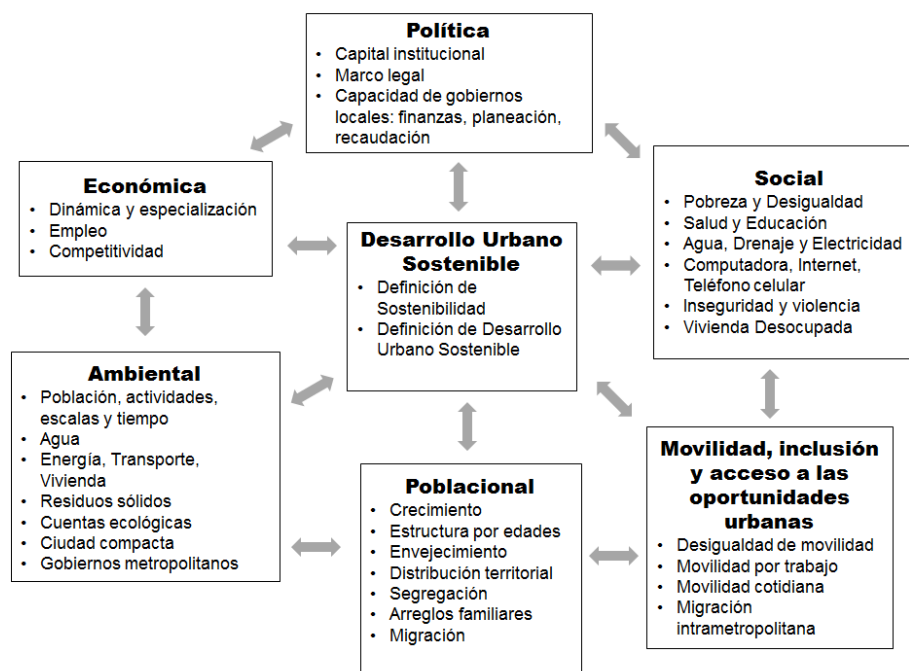 Política
• Capital institucional
• Marco legal
• Capacidad de gobiernos
locales: finanzas, planeación,
recaudación
Económica
• Dinámica y especialización
• Empleo
• Competitividad
Social
• Pobreza y Desigualdad
• Salud y Educación
• Agua, Drenaje y Electricidad
• Computadora, Internet,
Teléfono celular
• Inseguridad y violencia
• Vivienda Desocupada
Desarrollo Urbano
Sostenible
• Definición de
Sostenibilidad
• Definición de Desarrollo
Urbano Sostenible
Ambiental
• Población, actividades,
escalas y tiempo
• Agua
• Energía, Transporte,
Vivienda
• Residuos sólidos
• Cuentas ecológicas
• Ciudad compacta
• Gobiernos metropolitanos
Poblacional
• Crecimiento
• Estructura por edades
• Envejecimiento
• Distribución territorial
• Segregación
• Arreglos familiares
• Migración
Movilidad, inclusión
y acceso a las
oportunidades
urbanas
• Desigualdad de movilidad
• Movilidad por trabajo
• Movilidad cotidiana
• Migración
intrametropolitana